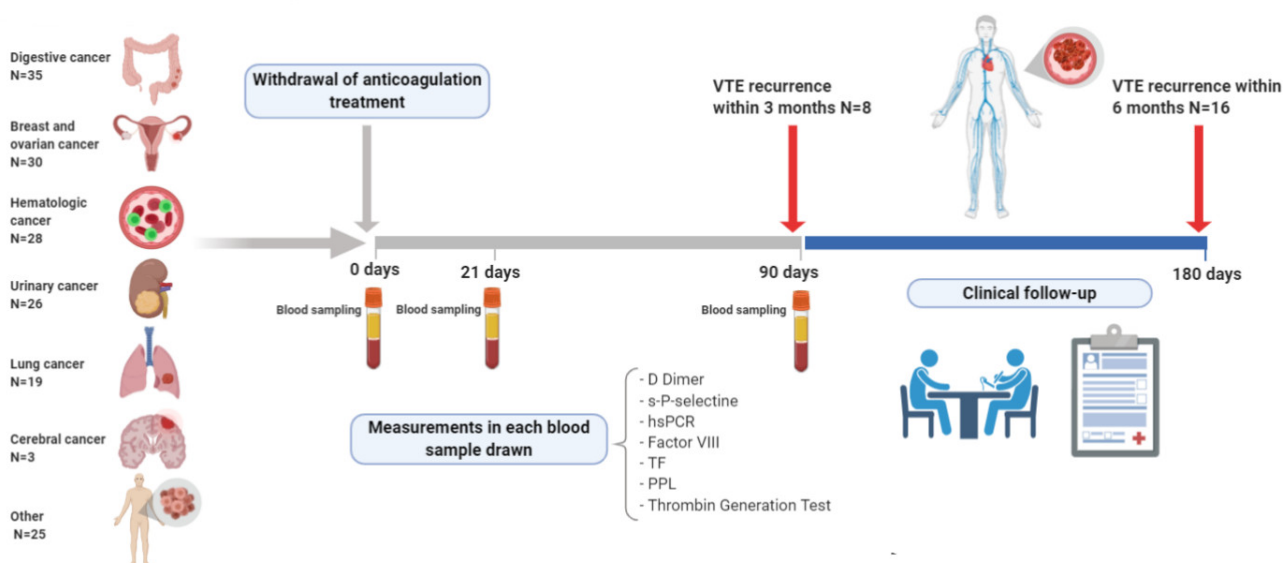 Digestive cancer
N=35
Breast and
ovarian cancer
N=30
Hematologic
cancer
N=28
Urinary cancer
N=26
Lung cancer
N=19
Cerebral cancer
N=3
Other
N=25
Withdrawal of anticoagulation
treatment
VTE recurrence
within 3 months N=8
VTE recurrence within
6 months N=16
0 days
21 days
90 days
180 days
Blood sampling
Blood sampling
Blood sampling
Clinical follow-up
Measurements in each blood
sample drawn
- D Dimer
- s-P-selectine
- hsPCR
- Factor VIII
- TF
- PPL
- Thrombin Generation Test